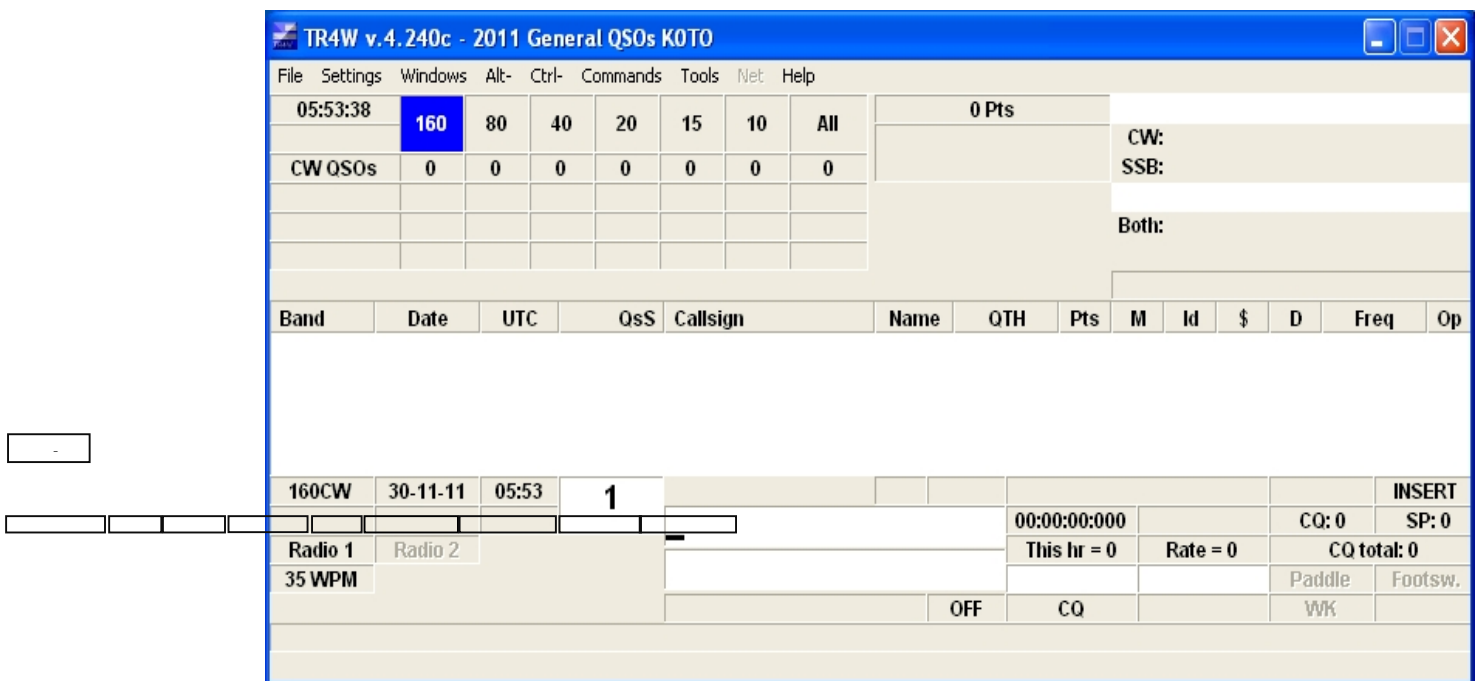 TR4W v.4.240c - 2011 General QSOs K0TO
File Settings Windows Alt- Ctrl- Commands Tools Net Help
05:53:38 160 80 40 20 15 10 All 0 Pts
CW:
CW QSOs 0 0 0 0 0 0 0 SSB:
Both:
Band Date UTC QsS Callsign Name QTH Pts M Id $ D Freq Op
-
160CW 30-11-11 05:53 1 INSERT
00:00:00:000 CQ: 0 SP: 0
Radio 1 Radio 2 This hr = 0 Rate = 0 CQ total: 0
35 WPM Paddle Footsw.
OFF CQ WK